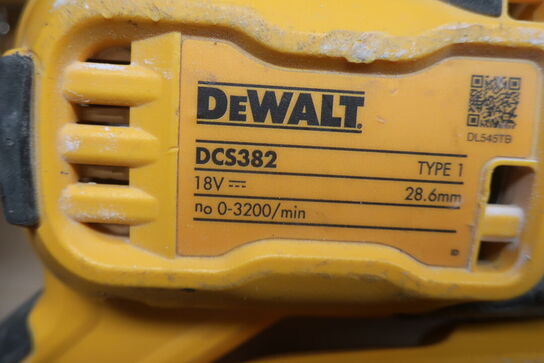 DEWALT
DL545TB
DCS382 TYPE 1
18V ⎓ 28.6mm
no 0-3200/min